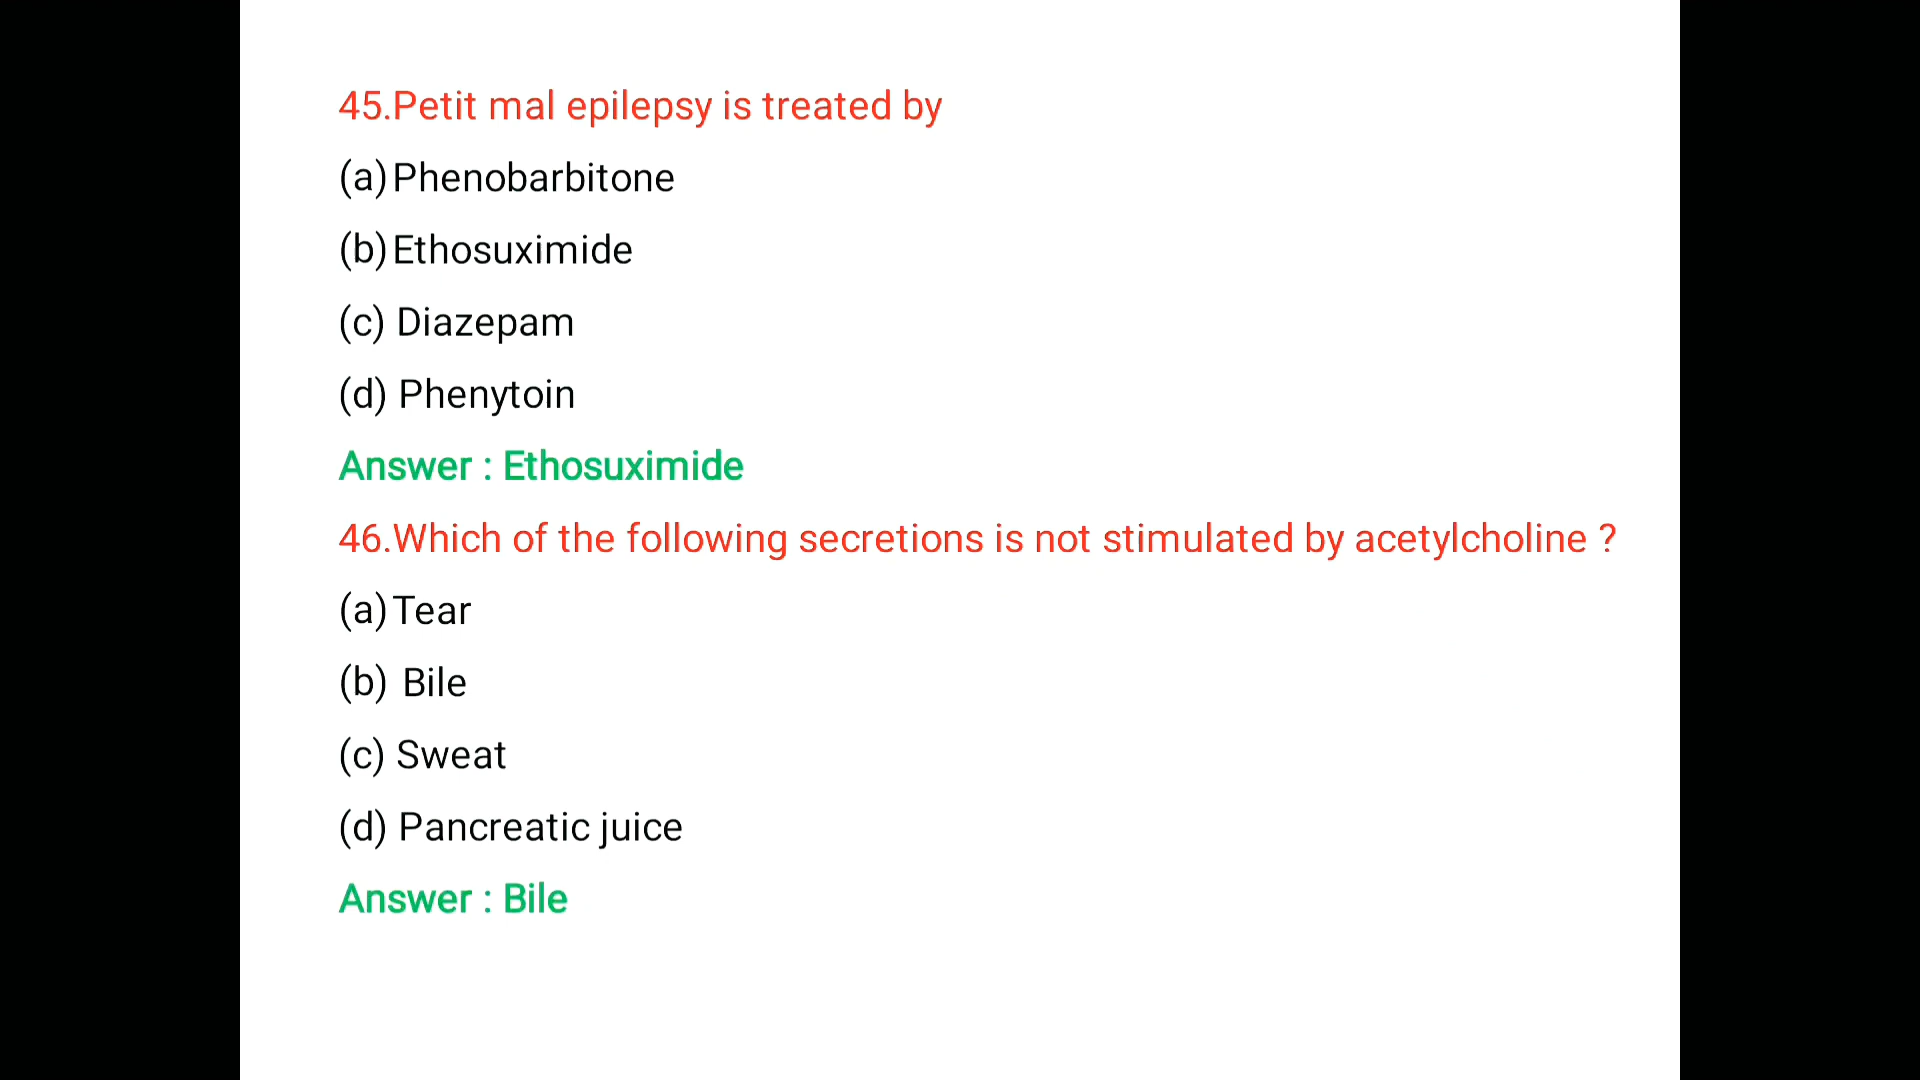 45.Petit mal epilepsy is treated by
(a)Phenobarbitone
(b)Ethosuximide
(c) Diazepam
(d) Phenytoin
Answer : Ethosuximide
46.Which of the following secretions is not stimulated by acetylcholine ?
(a)Tear
(b) Bile
(c) Sweat
(d) Pancreatic juice
Answer : Bile